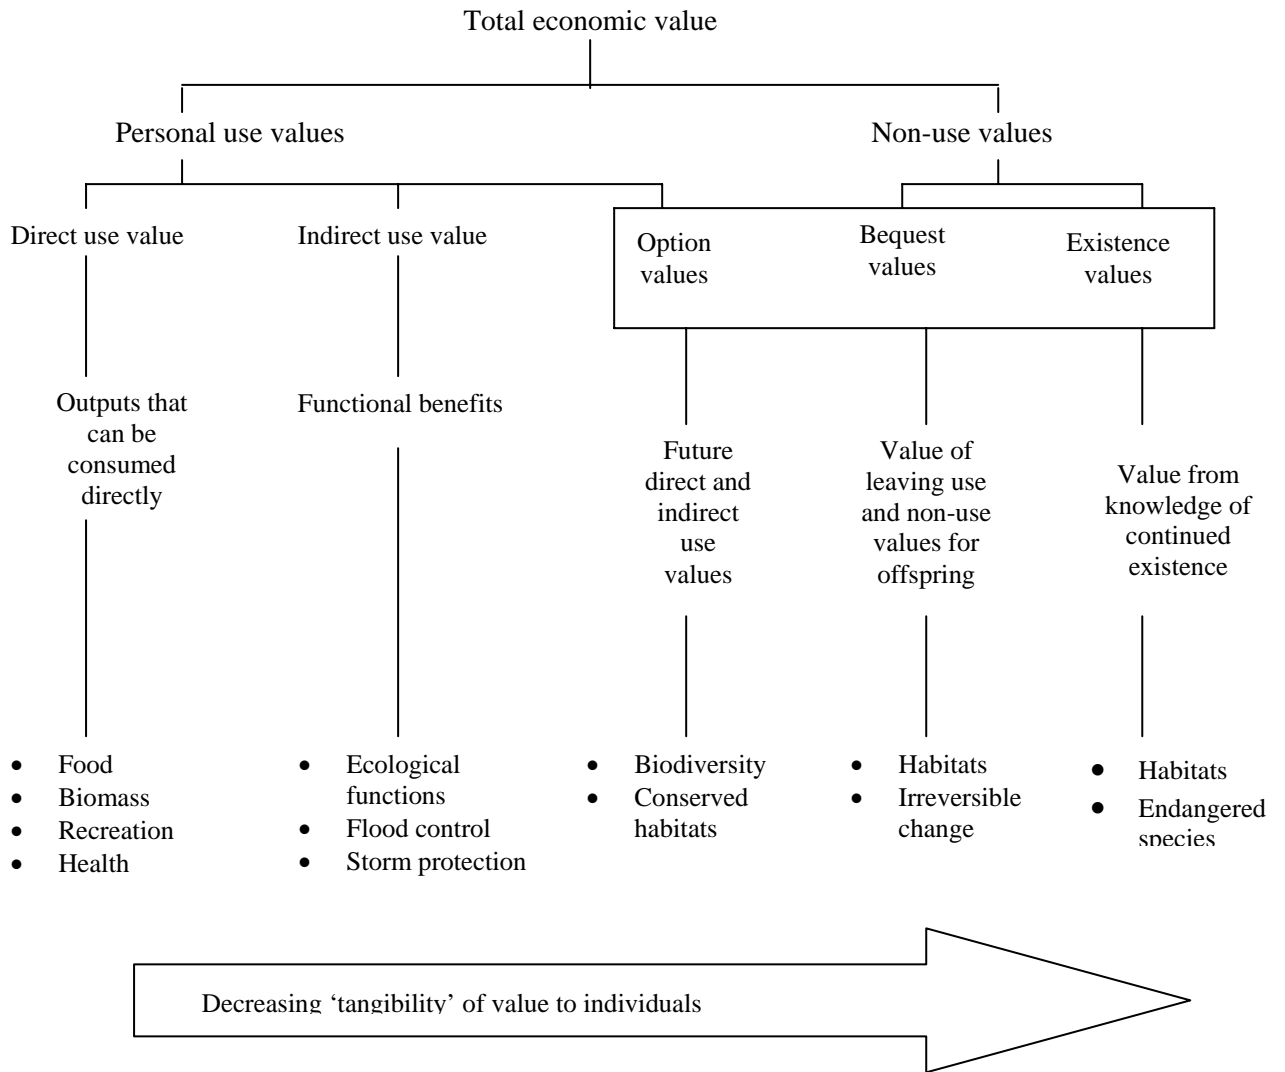 Total economic value
Personal use values
Non-use values
Direct use value
Indirect use value
Option
values
Bequest
values
Existence
values
Outputs that
can be
consumed
directly
Functional benefits
Future
direct and
indirect
use
values
Value of
leaving use
and non-use
values for
offspring
Value from
knowledge of
continued
existence
• Food
• Biomass
• Recreation
• Health
• Ecological
functions
• Flood control
• Storm protection
• Biodiversity
• Conserved
habitats
• Habitats
• Irreversible
change
• Habitats
• Endangered
species
Decreasing ‘tangibility’ of value to individuals